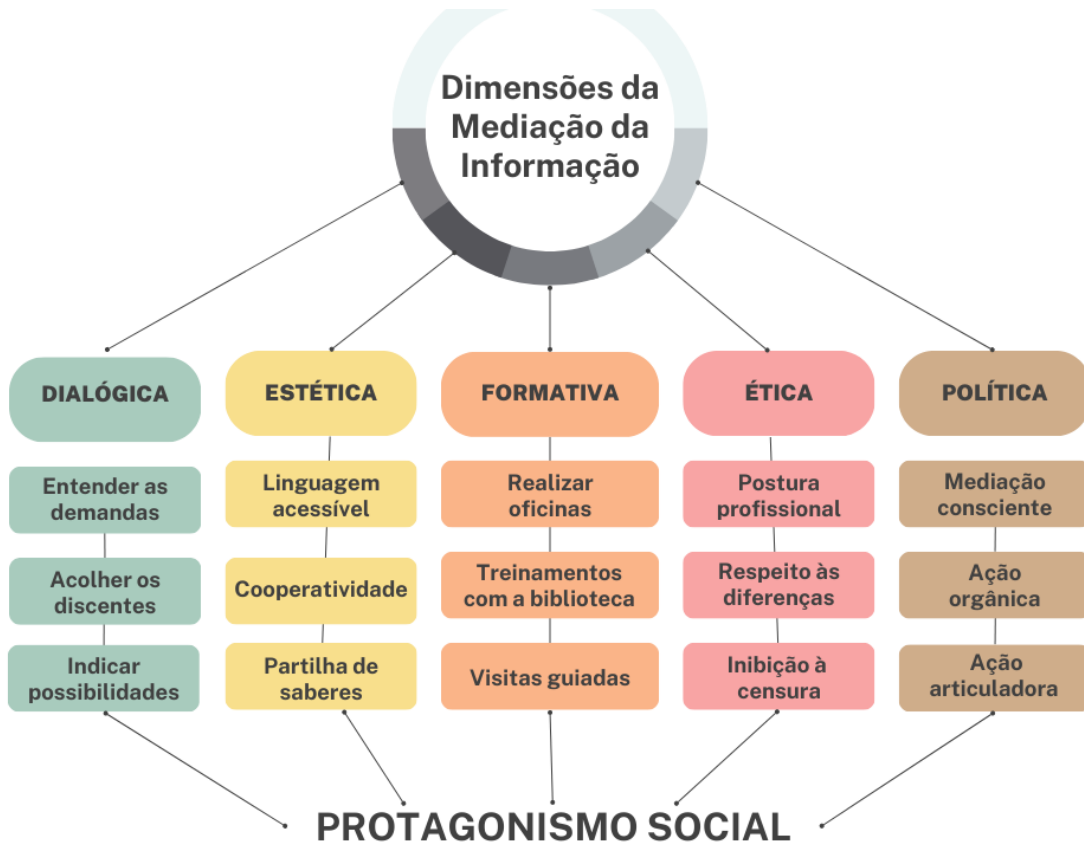 Dimensões da
Mediação da
Informação
DIALÓGICA
ESTÉTICA
FORMATIVA
ÉTICA
POLÍTICA
Entender as
demandas
Linguagem
acessível
Realizar
oficinas
Postura
profissional
Mediação
consciente
Acolher os
discentes
Cooperatividade
Treinamentos
com a biblioteca
Respeito às
diferenças
Ação
orgânica
Indicar
possibilidades
Partilha de
saberes
Visitas guiadas
Inibição à
censura
Ação
articuladora
PROTAGONISMO SOCIAL